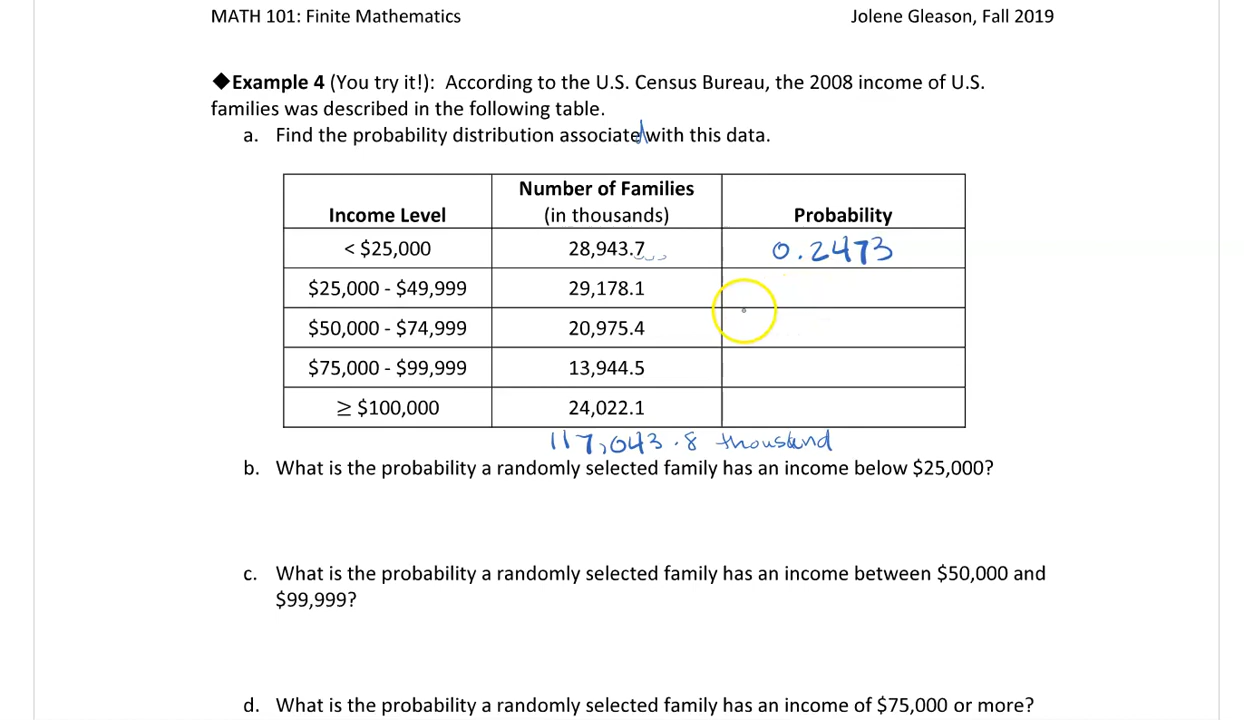 MATH 101: Finite Mathematics Jolene Gleason, Fall 2019
◆Example 4 (You try it!): According to the U.S. Census Bureau, the 2008 income of U.S.
families was described in the following table.
a. Find the probability distribution associated with this data.
Income Level Number of Families (in thousands) Probability
< $25,000 28,943.7 0.2473
$25,000 - $49,999 29,178.1
$50,000 - $74,999 20,975.4
$75,000 - $99,999 13,944.5
≥ $100,000 24,022.1
117,043.8 thousand
b. What is the probability a randomly selected family has an income below $25,000?
c. What is the probability a randomly selected family has an income between $50,000 and
$99,999?
d. What is the probability a randomly selected family has an income of $75,000 or more?